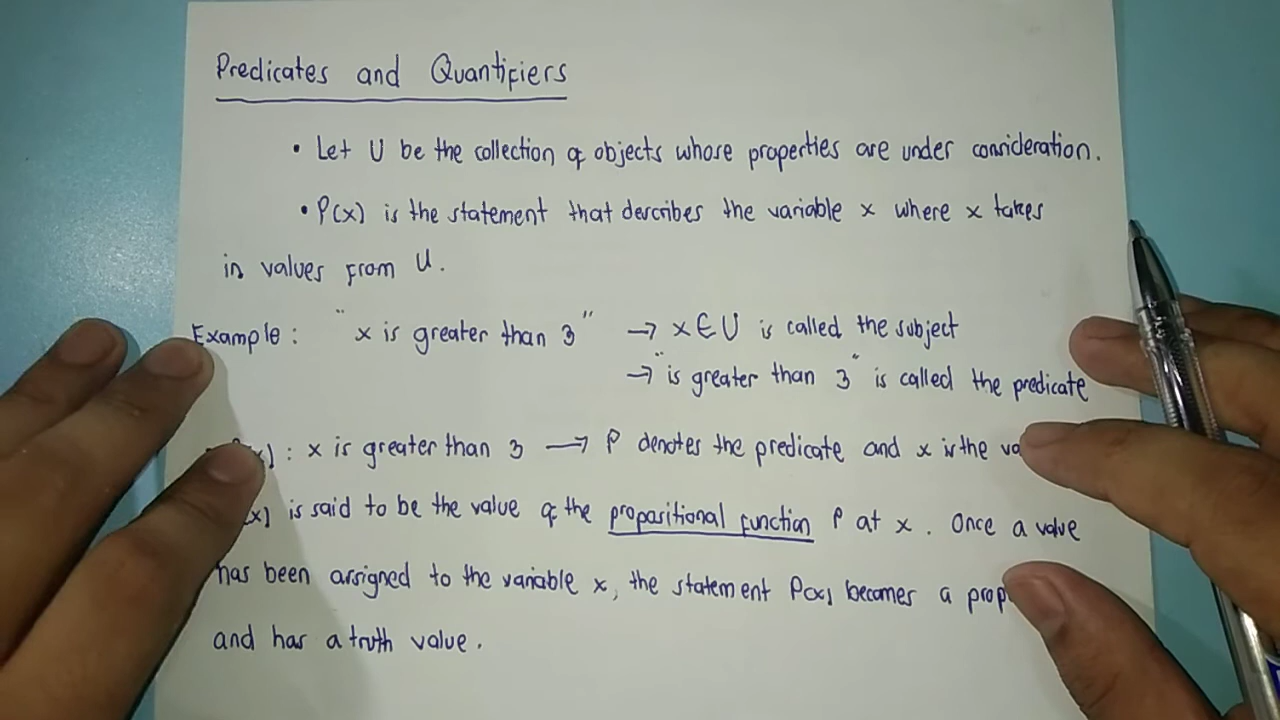 Predicates and Quantifiers
• Let U be the collection of objects whose properties are under consideration.
• P(x) is the statement that describes the variable x where x takes
in values from U.
Example : "x is greater than 3" → x ∈ U is called the subject
→ "is greater than 3" is called the predicate
: x is greater than 3 → P denotes the predicate and x is the
is said to be the value of the propositional function P at x. Once a value
has been assigned to the variable x, the statement P(x) becomes a
and has a truth value.